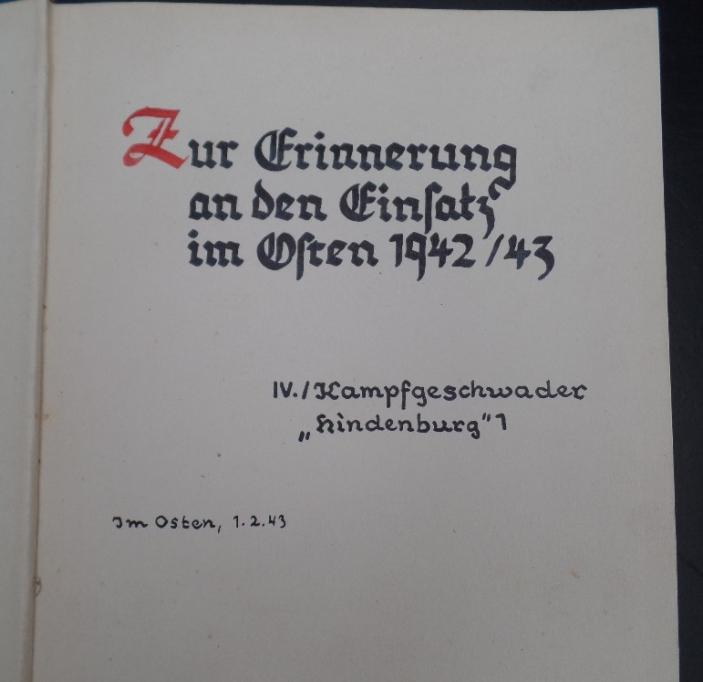 Zur Erinnerung
an den Einſatz
im Oſten 1942/43
IV./Kampfgeschwader
„Hindenburg" 1
Im Osten, 1.2.43